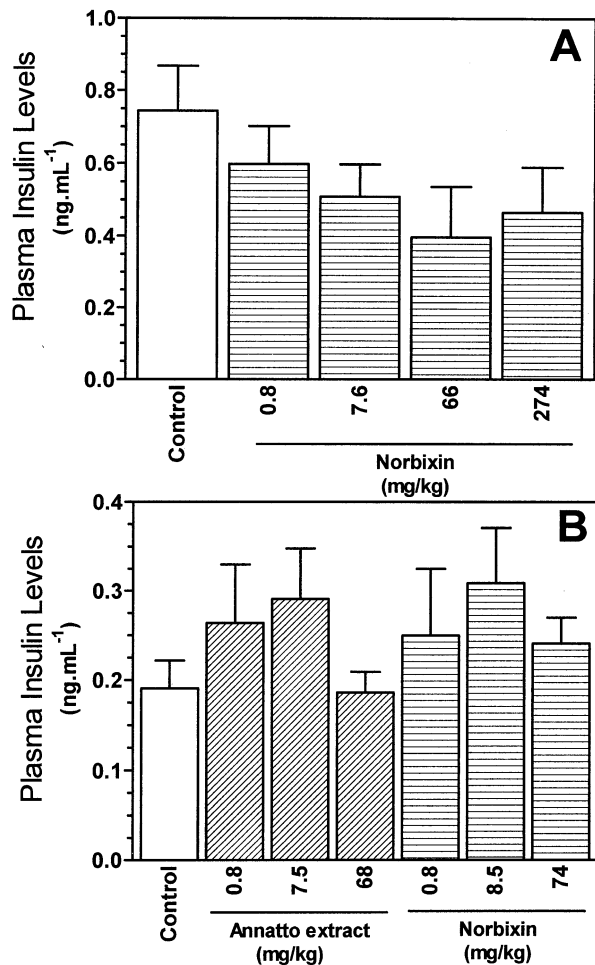 A
Plasma Insulin Levels
(ng.mL-1)
1.0
0.8
0.6
0.4
0.2
0.0
Control
0.8
7.6
66
274
Norbixin
(mg/kg)
B
Plasma Insulin Levels
(ng.mL-1)
0.4
0.3
0.2
0.1
0.0
Control
0.8
7.5
68
0.8
8.5
74
Annatto extract
(mg/kg)
Norbixin
(mg/kg)